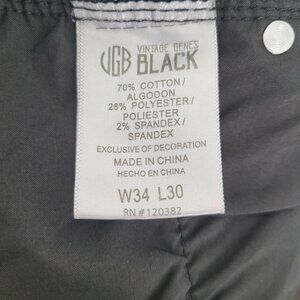 VGB VINTAGE GENES
BLACK
70% COTTON/
ALGODON
28% POLYESTER/
POLIESTER
2% SPANDEX/
SPANDEX
EXCLUSIVE OF DECORATION
MADE IN CHINA
HECHO EN CHINA
W34 L30
RN #120382